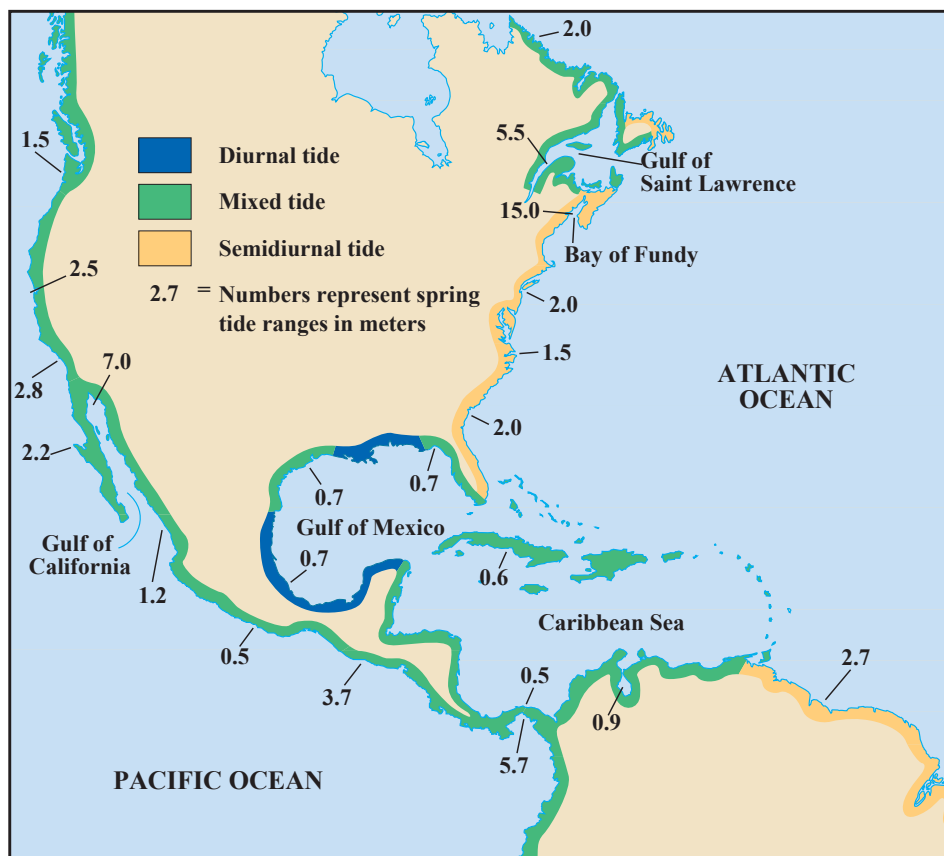 2.0
5.5
1.5
Diurnal tide
Gulf of
Saint Lawrence
Mixed tide
15.0
Semidiurnal tide
Bay of Fundy
2.5
2.7 = Numbers represent spring
tide ranges in meters
2.0
1.5
7.0
2.8
ATLANTIC
OCEAN
2.0
2.2
0.7
0.7
Gulf of Mexico
Gulf of
California
0.7
0.6
1.2
Caribbean Sea
0.5
2.7
3.7
0.5
0.9
5.7
PACIFIC OCEAN